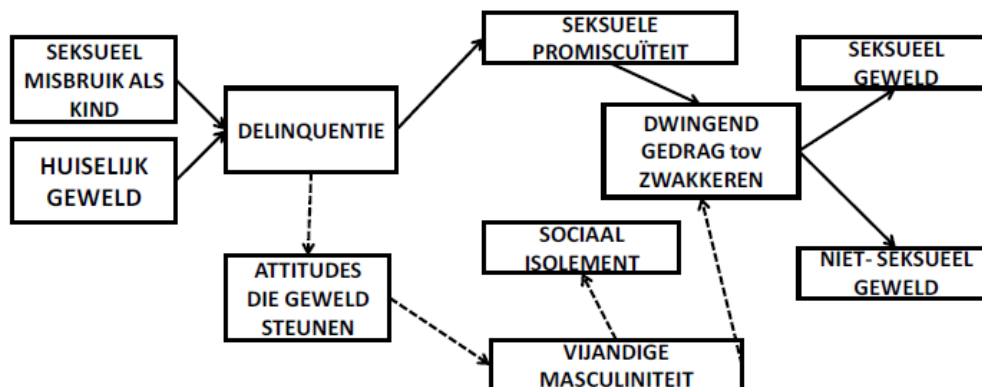 SEKSUEEL
MISBRUIK ALS
KIND
HUISELIJK
GEWELD
DELINQUENTIE
ATTITUDES
DIE GEWELD
STEUNEN
SEKSUELE
PROMISCUÏTEIT
SOCIAAL
ISOLEMENT
VIJANDIGE
MASCULINITEIT
DWINGEND
GEDRAG tov
ZWAKKEREN
SEKSUEEL
GEWELD
NIET- SEKSUEEL
GEWELD